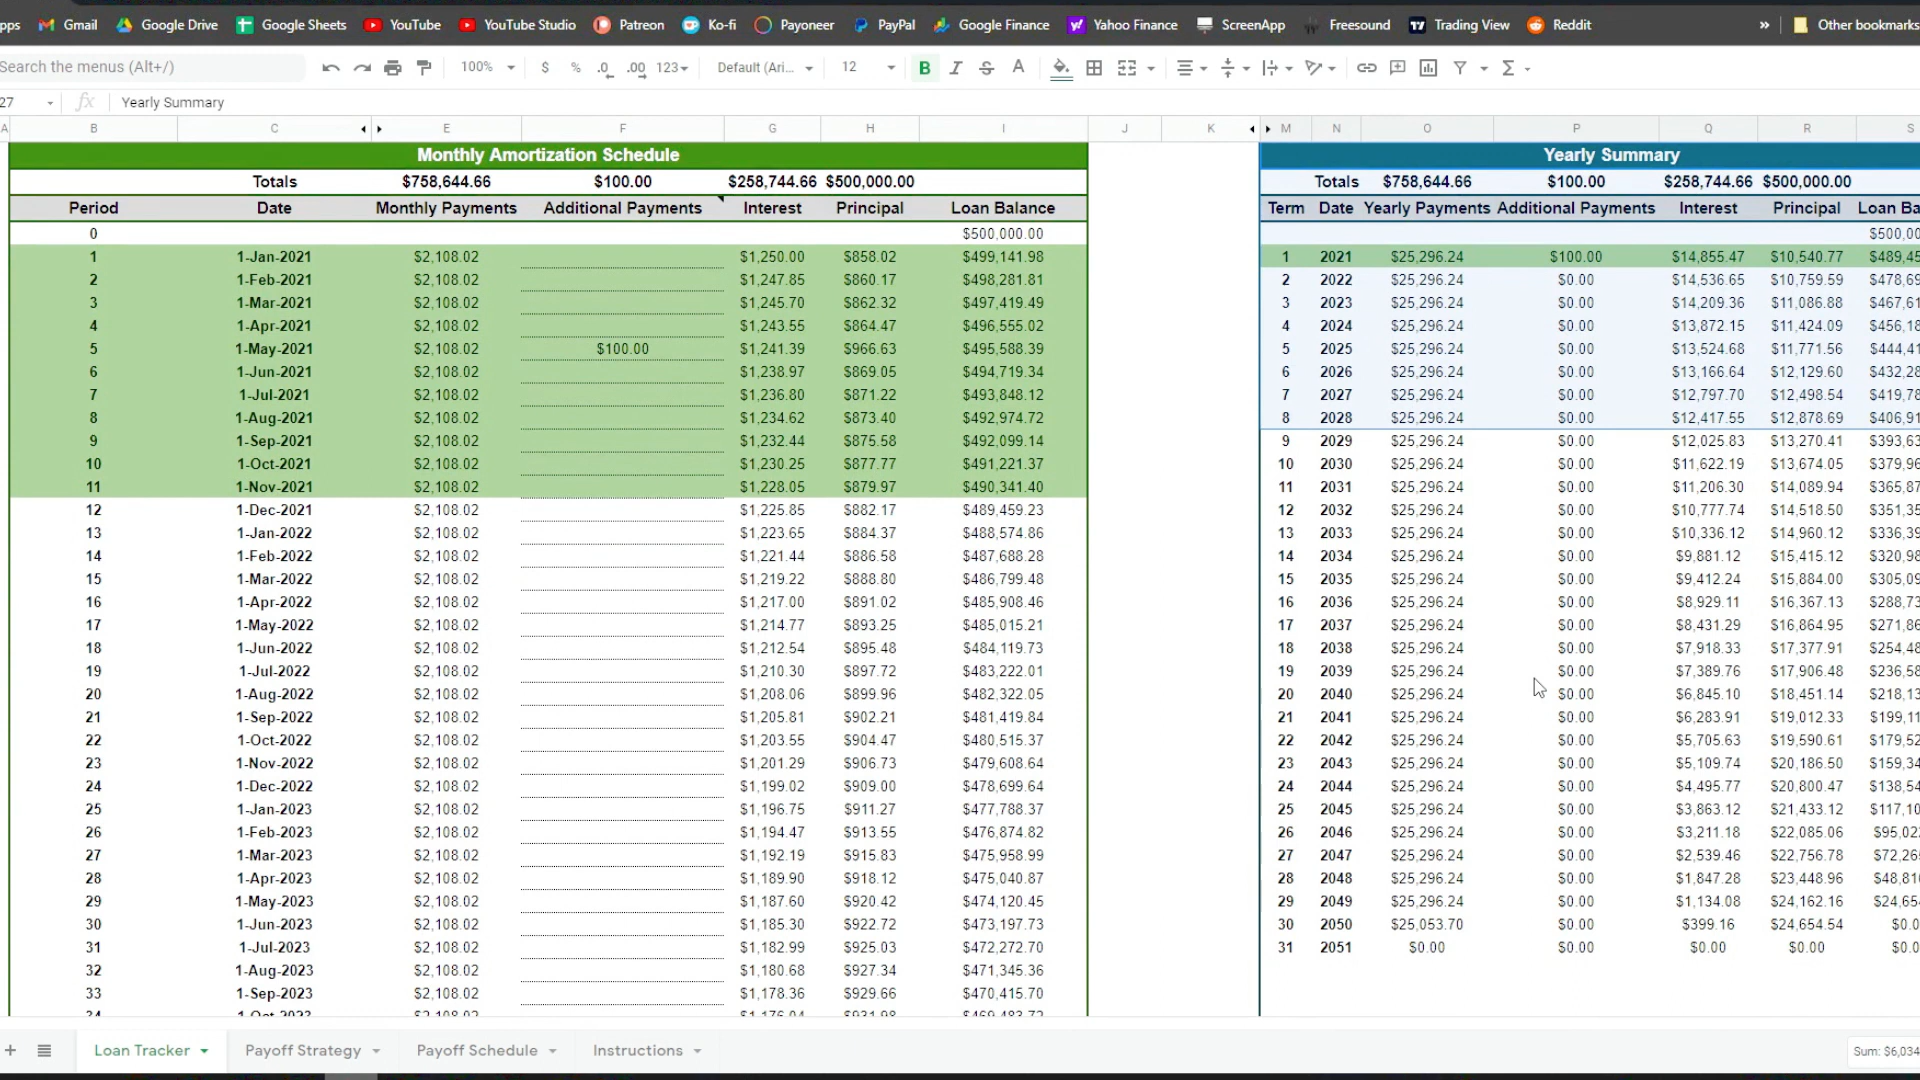 pps Gmail Google Drive Google Sheets YouTube YouTube Studio Patreon Ko-fi Payoneer PayPal Google Finance Yahoo Finance ScreenApp Freesound Trading View Reddit » Other bookmarks
Search the menus (Alt+/) 100% $ % .0 .00 123 Default (Ari... 12 B I S A Σ
27 fx Yearly Summary
A B C E F G H I J K M N O P Q R S
Monthly Amortization Schedule Yearly Summary
Totals $758,644.66 $100.00 $258,744.66 $500,000.00 Totals $758,644.66 $100.00 $258,744.66 $500,000.00
Period Date Monthly Payments Additional Payments Interest Principal Loan Balance Term Date Yearly Payments Additional Payments Interest Principal Loan Ba
0 $500,000.00 $500,00
1 1-Jan-2021 $2,108.02 $1,250.00 $858.02 $499,141.98 1 2021 $25,296.24 $100.00 $14,855.47 $10,540.77 $489,45
2 1-Feb-2021 $2,108.02 $1,247.85 $860.17 $498,281.81 2 2022 $25,296.24 $0.00 $14,536.65 $10,759.59 $478,69
3 1-Mar-2021 $2,108.02 $1,245.70 $862.32 $497,419.49 3 2023 $25,296.24 $0.00 $14,209.36 $11,086.88 $467,61
4 1-Apr-2021 $2,108.02 $1,243.55 $864.47 $496,555.02 4 2024 $25,296.24 $0.00 $13,872.15 $11,424.09 $456,18
5 1-May-2021 $2,108.02 $100.00 $1,241.39 $966.63 $495,588.39 5 2025 $25,296.24 $0.00 $13,524.68 $11,771.56 $444,41
6 1-Jun-2021 $2,108.02 $1,238.97 $869.05 $494,719.34 6 2026 $25,296.24 $0.00 $13,166.64 $12,129.60 $432,28
7 1-Jul-2021 $2,108.02 $1,236.80 $871.22 $493,848.12 7 2027 $25,296.24 $0.00 $12,797.70 $12,498.54 $419,78
8 1-Aug-2021 $2,108.02 $1,234.62 $873.40 $492,974.72 8 2028 $25,296.24 $0.00 $12,417.55 $12,878.69 $406,91
9 1-Sep-2021 $2,108.02 $1,232.44 $875.58 $492,099.14 9 2029 $25,296.24 $0.00 $12,025.83 $13,270.41 $393,63
10 1-Oct-2021 $2,108.02 $1,230.25 $877.77 $491,221.37 10 2030 $25,296.24 $0.00 $11,622.19 $13,674.05 $379,96
11 1-Nov-2021 $2,108.02 $1,228.05 $879.97 $490,341.40 11 2031 $25,296.24 $0.00 $11,206.30 $14,089.94 $365,87
12 1-Dec-2021 $2,108.02 $1,225.85 $882.17 $489,459.23 12 2032 $25,296.24 $0.00 $10,777.74 $14,518.50 $351,35
13 1-Jan-2022 $2,108.02 $1,223.65 $884.37 $488,574.86 13 2033 $25,296.24 $0.00 $10,336.12 $14,960.12 $336,39
14 1-Feb-2022 $2,108.02 $1,221.44 $886.58 $487,688.28 14 2034 $25,296.24 $0.00 $9,881.12 $15,415.12 $320,98
15 1-Mar-2022 $2,108.02 $1,219.22 $888.80 $486,799.48 15 2035 $25,296.24 $0.00 $9,412.24 $15,884.00 $305,09
16 1-Apr-2022 $2,108.02 $1,217.00 $891.02 $485,908.46 16 2036 $25,296.24 $0.00 $8,929.11 $16,367.13 $288,73
17 1-May-2022 $2,108.02 $1,214.77 $893.25 $485,015.21 17 2037 $25,296.24 $0.00 $8,431.29 $16,864.95 $271,86
18 1-Jun-2022 $2,108.02 $1,212.54 $895.48 $484,119.73 18 2038 $25,296.24 $0.00 $7,918.33 $17,377.91 $254,48
19 1-Jul-2022 $2,108.02 $1,210.30 $897.72 $483,222.01 19 2039 $25,296.24 $0.00 $7,389.76 $17,906.48 $236,58
20 1-Aug-2022 $2,108.02 $1,208.06 $899.96 $482,322.05 20 2040 $25,296.24 $0.00 $6,845.10 $18,451.14 $218,13
21 1-Sep-2022 $2,108.02 $1,205.81 $902.21 $481,419.84 21 2041 $25,296.24 $0.00 $6,283.91 $19,012.33 $199,11
22 1-Oct-2022 $2,108.02 $1,203.55 $904.47 $480,515.37 22 2042 $25,296.24 $0.00 $5,705.63 $19,590.61 $179,52
23 1-Nov-2022 $2,108.02 $1,201.29 $906.73 $479,608.64 23 2043 $25,296.24 $0.00 $5,109.74 $20,186.50 $159,34
24 1-Dec-2022 $2,108.02 $1,199.02 $909.00 $478,699.64 24 2044 $25,296.24 $0.00 $4,495.77 $20,800.47 $138,54
25 1-Jan-2023 $2,108.02 $1,196.75 $911.27 $477,788.37 25 2045 $25,296.24 $0.00 $3,863.12 $21,433.12 $117,10
26 1-Feb-2023 $2,108.02 $1,194.47 $913.55 $476,874.82 26 2046 $25,296.24 $0.00 $3,211.18 $22,085.06 $95,02
27 1-Mar-2023 $2,108.02 $1,192.19 $915.83 $475,958.99 27 2047 $25,296.24 $0.00 $2,539.46 $22,756.78 $72,26
28 1-Apr-2023 $2,108.02 $1,189.90 $918.12 $475,040.87 28 2048 $25,296.24 $0.00 $1,847.28 $23,448.96 $48,81
29 1-May-2023 $2,108.02 $1,187.60 $920.42 $474,120.45 29 2049 $25,296.24 $0.00 $1,134.08 $24,162.16 $24,65
30 1-Jun-2023 $2,108.02 $1,185.30 $922.72 $473,197.73 30 2050 $25,053.70 $0.00 $399.16 $24,654.54 $0.0
31 1-Jul-2023 $2,108.02 $1,182.99 $925.03 $472,272.70 31 2051 $0.00 $0.00 $0.00 $0.00 $0.0
32 1-Aug-2023 $2,108.02 $1,180.68 $927.34 $471,345.36
33 1-Sep-2023 $2,108.02 $1,178.36 $929.66 $470,415.70
34 1-Oct-2023 $2,108.02 $1,176.04 $931.98 $469,483.72
+ Loan Tracker Payoff Strategy Payoff Schedule Instructions Sum: $6,034